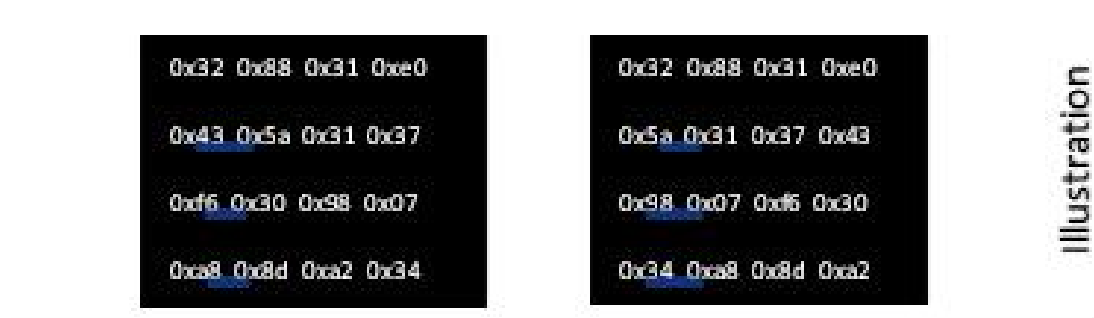 0x32 0x88 0x31 0xe0
0x43 0x5a 0x31 0x37
0xf6 0x30 0x98 0x07
0xa8 0x8d 0xa2 0x34
0x32 0x88 0x31 0xe0
0x5a 0x31 0x37 0x43
0x98 0x07 0xf6 0x30
0x34 0xa8 0x8d 0xa2
Illustration